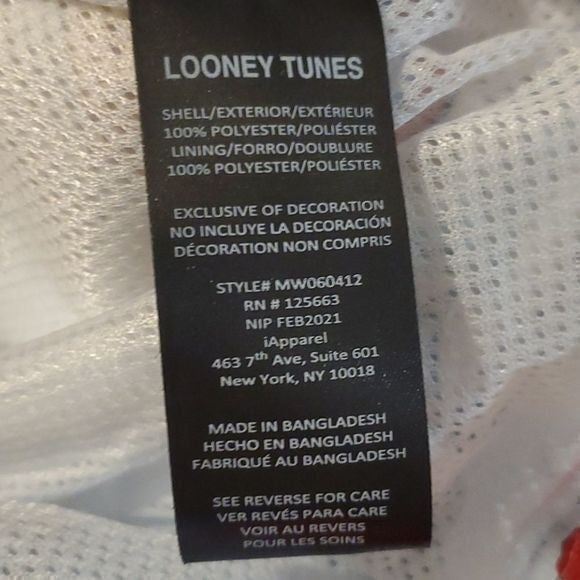 LOONEY TUNES
SHELL/EXTERIOR/EXTÉRIEUR
100% POLYESTER/POLIÉSTER
LINING/FORRO/DOUBLURE
100% POLYESTER/POLIÉSTER
EXCLUSIVE OF DECORATION
NO INCLUYE LA DECORACIÓN
DÉCORATION NON COMPRIS
STYLE# MW060412
RN # 125663
NIP FEB2021
iApparel
463 7th Ave, Suite 601
New York, NY 10018
MADE IN BANGLADESH
HECHO EN BANGLADESH
FABRIQUÉ AU BANGLADESH
SEE REVERSE FOR CARE
VER REVÉS PARA CARE
VOIR AU REVERS
POUR LES SOINS